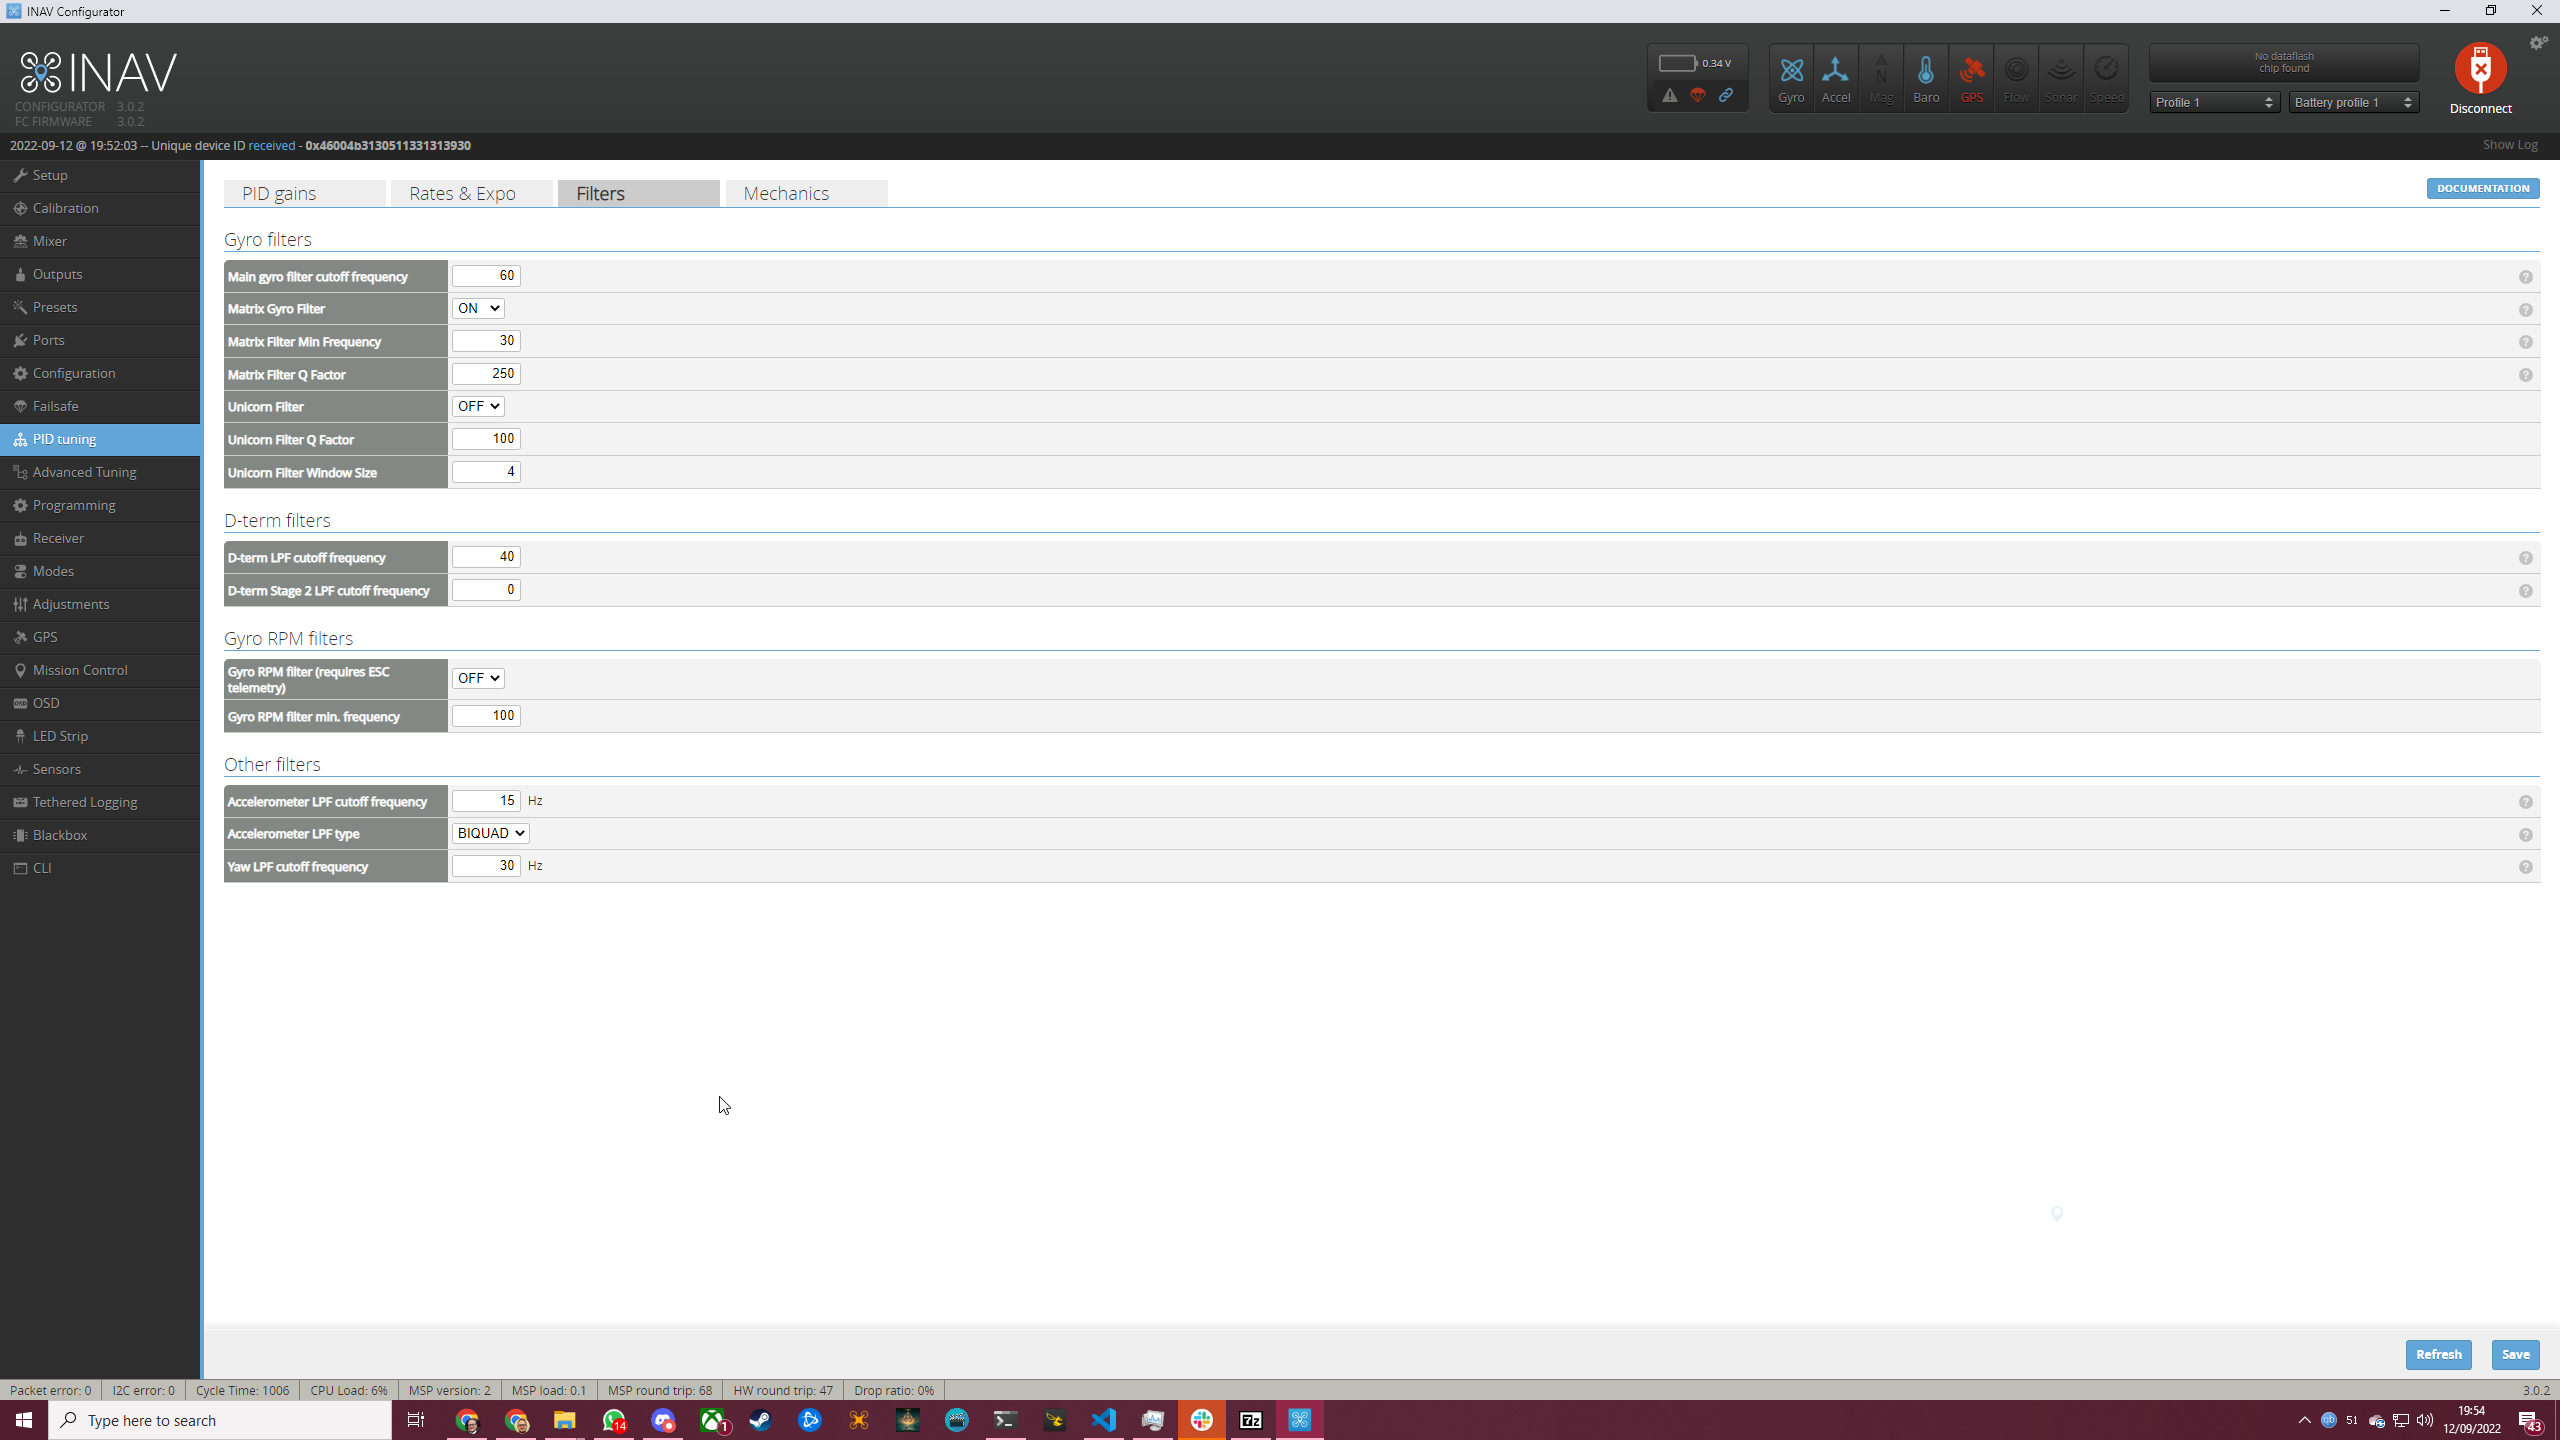 INAV Configurator
INAV
CONFIGURATOR 3.0.2
FC FIRMWARE 3.0.2
0.34 V
Gyro
Accel
Mag
Baro
GPS
Flow
Sonar
Speed
No dataflash
chip found
Profile 1
Battery profile 1
Disconnect
2022-09-12 @ 19:52:03 -- Unique device ID received - 0x46004b3130511331313930
Show Log
Setup
Calibration
Mixer
Outputs
Presets
Ports
Configuration
Failsafe
PID tuning
Advanced Tuning
Programming
Receiver
Modes
Adjustments
GPS
Mission Control
OSD
LED Strip
Sensors
Tethered Logging
Blackbox
CLI
PID gains
Rates & Expo
Filters
Mechanics
DOCUMENTATION
Gyro filters
Main gyro filter cutoff frequency 60
Matrix Gyro Filter ON
Matrix Filter Min Frequency 30
Matrix Filter Q Factor 250
Unicorn Filter OFF
Unicorn Filter Q Factor 100
Unicorn Filter Window Size 4
D-term filters
D-term LPF cutoff frequency 40
D-term Stage 2 LPF cutoff frequency 0
Gyro RPM filters
Gyro RPM filter (requires ESC
telemetry) OFF
Gyro RPM filter min. frequency 100
Other filters
Accelerometer LPF cutoff frequency 15 Hz
Accelerometer LPF type BIQUAD
Yaw LPF cutoff frequency 30 Hz
Refresh
Save
Packet error: 0
I2C error: 0
Cycle Time: 1006
CPU Load: 6%
MSP version: 2
MSP load: 0.1
MSP round trip: 68
HW round trip: 47
Drop ratio: 0%
3.0.2
Type here to search
14
1
7z
qb
51
19:54
12/09/2022
43